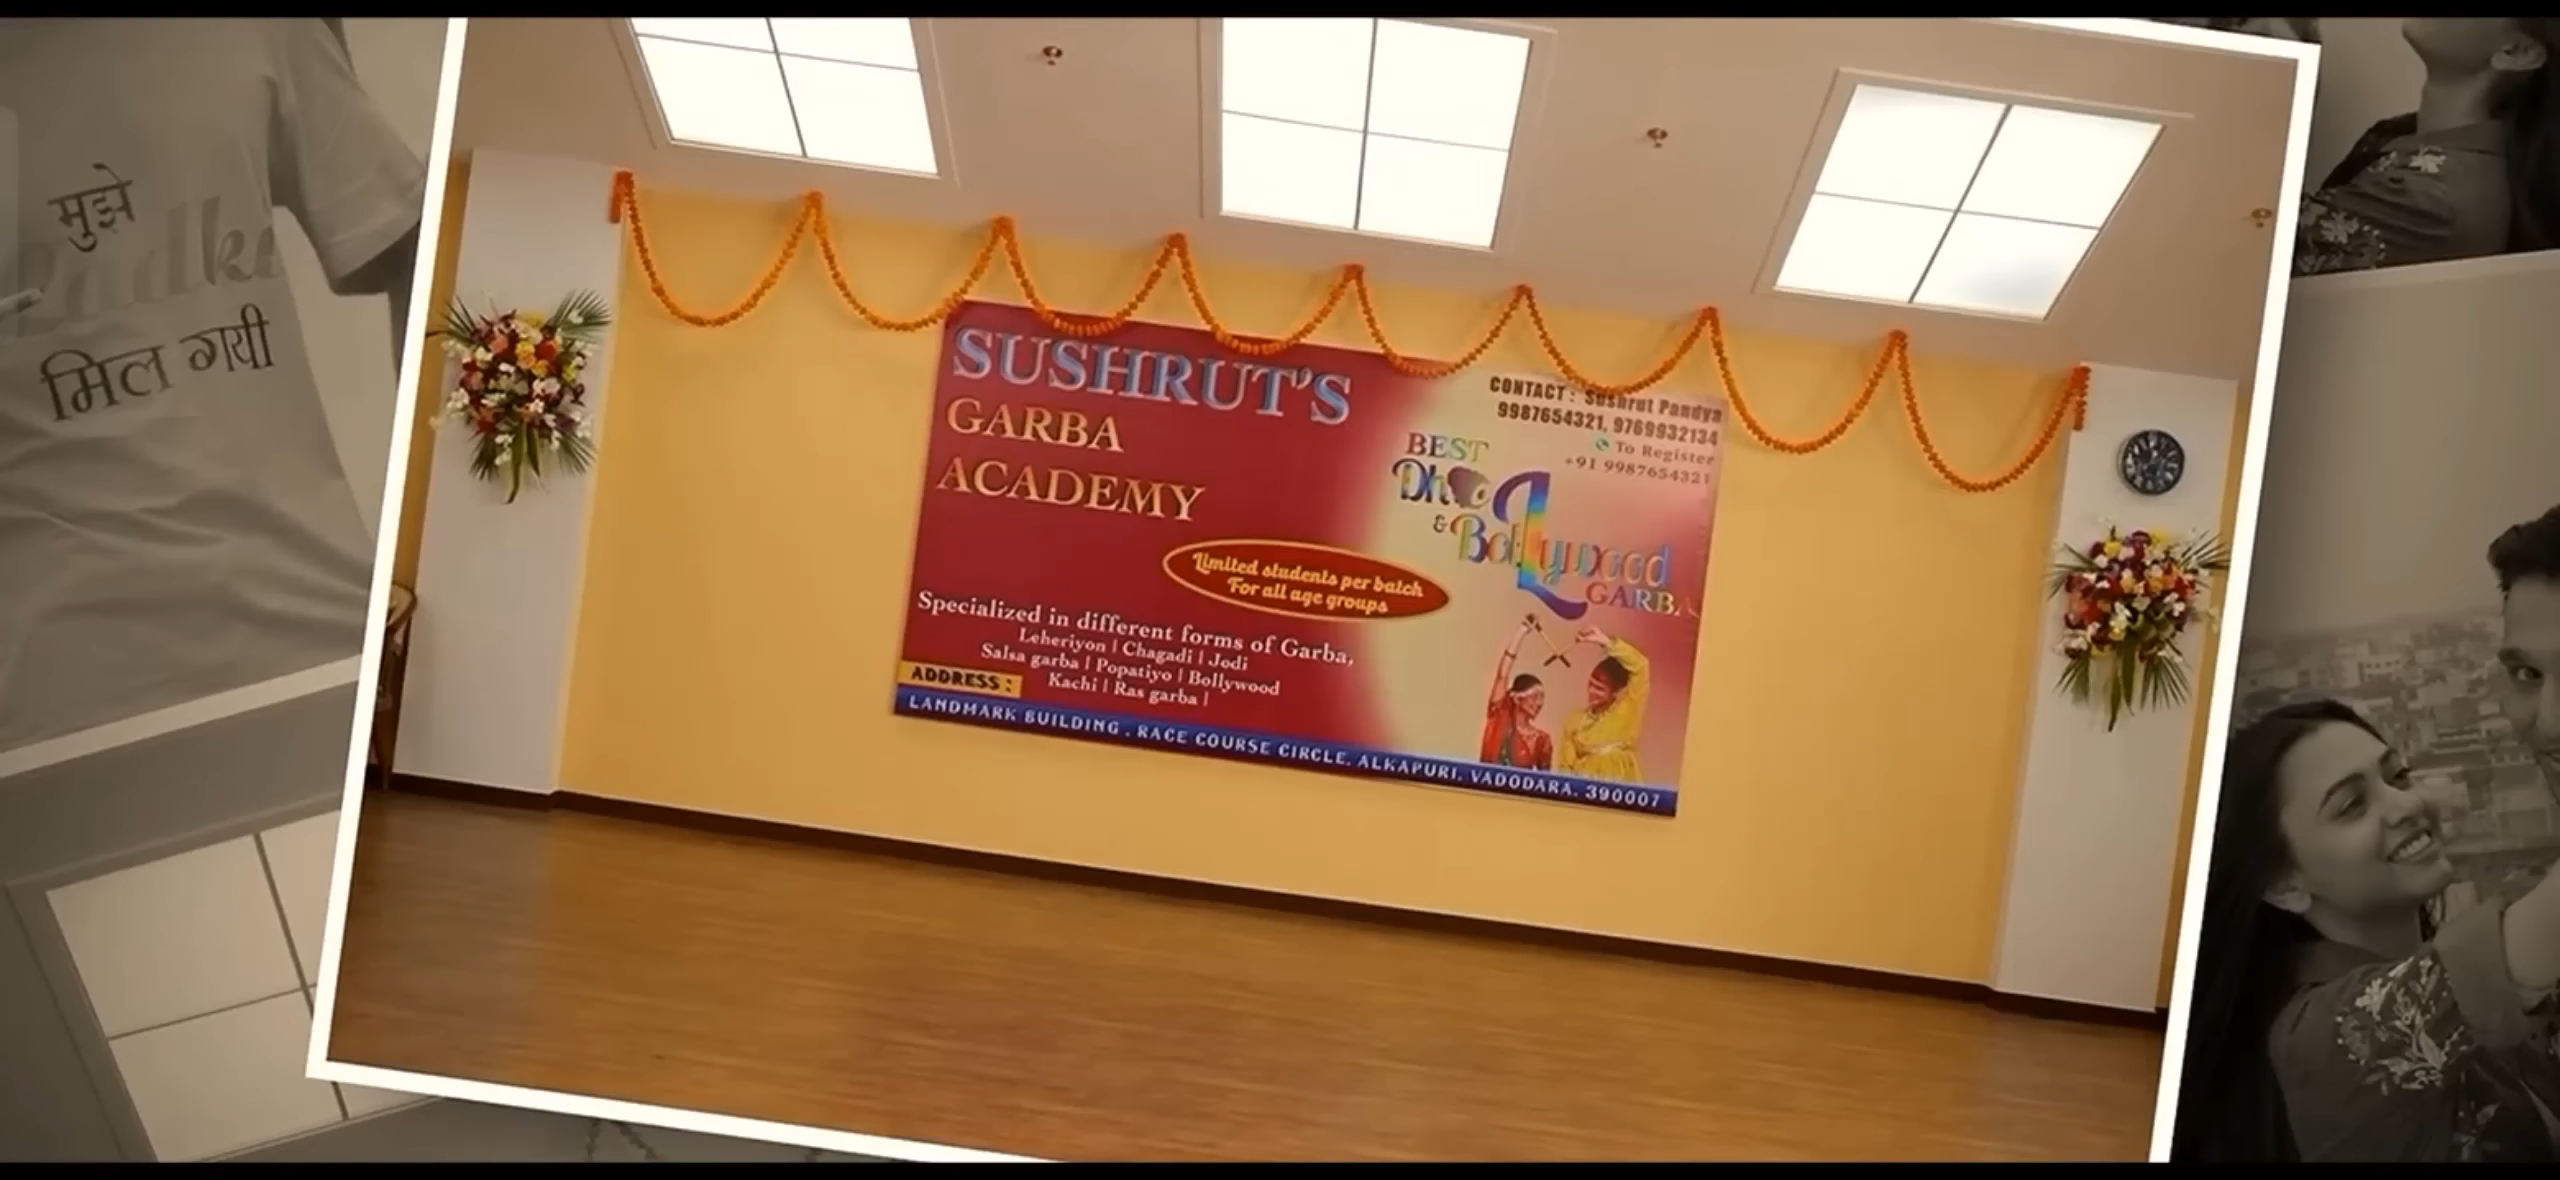 मुझे
Ladki
मिल गयी
SUSHRUT'S
GARBA
ACADEMY
CONTACT : Sushrut Pandya
9987654321, 9769932134
To Register
+91 9987654321
BEST
Dhol
& Bollywood
GARBA
Limited students per batch
For all age groups
Specialized in different forms of Garba,
Leheriyon | Chagadi | Jodi
Salsa garba | Popatiyo | Bollywood
Kachi | Ras garba |
ADDRESS :
LANDMARK BUILDING , RACE COURSE CIRCLE, ALKAPURI, VADODARA. 390007